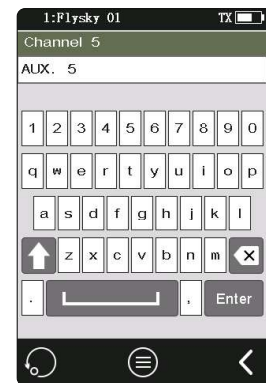 1:Flysky 01 TX
Channel 5
AUX. 5
1 2 3 4 5 6 7 8 9 0
q w e r t y u i o p
a s d f g h j k l
z x c v b n m
. , Enter